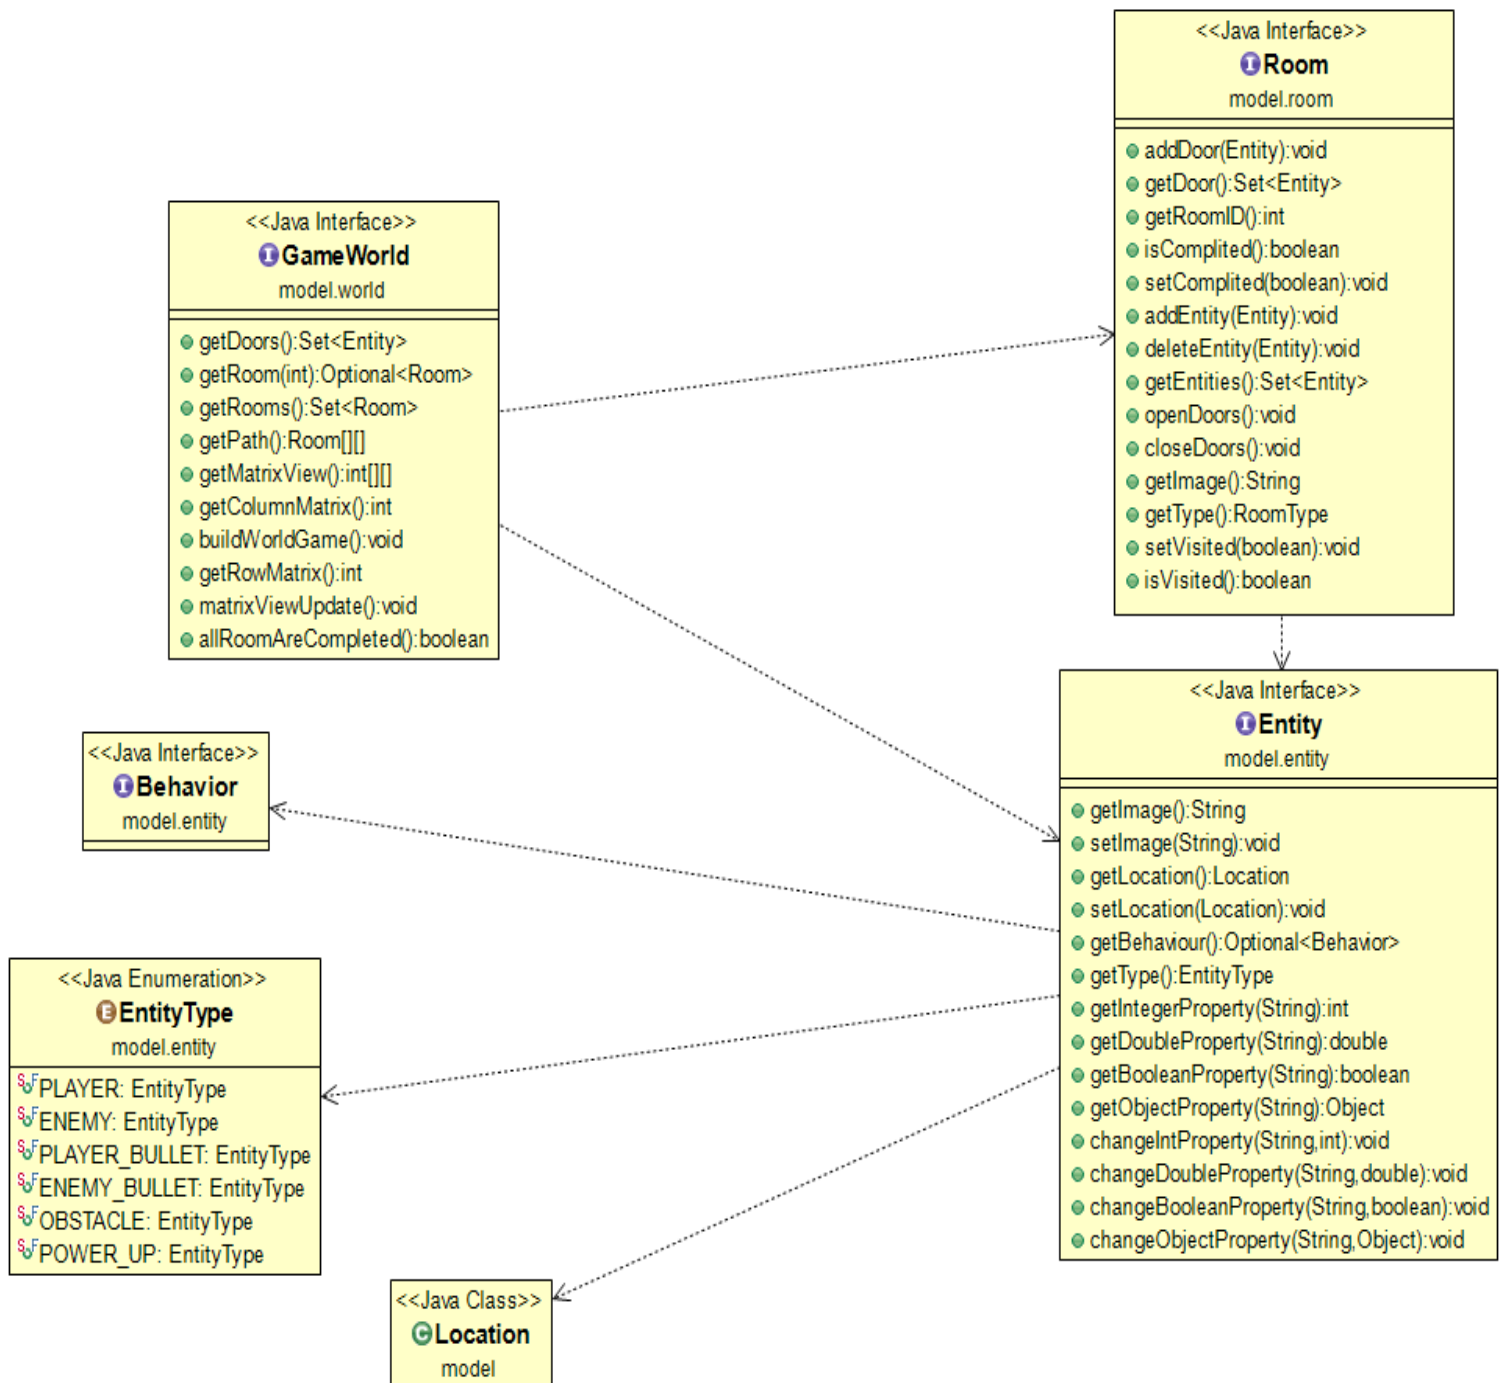 <<Java Interface>>
Room
model.room
addDoor(Entity):void
getDoor():Set<Entity>
getRoomID():int
isComplited():boolean
setComplited(boolean):void
addEntity(Entity):void
deleteEntity(Entity):void
getEntities():Set<Entity>
openDoors():void
closeDoors():void
getImage():String
getType():RoomType
setVisited(boolean):void
isVisited():boolean
<<Java Interface>>
GameWorld
model.world
getDoors():Set<Entity>
getRoom(int):Optional<Room>
getRooms():Set<Room>
getPath():Room[][]
getMatrixView():int[][]
getColumnMatrix():int
buildWorldGame():void
getRowMatrix():int
matrixViewUpdate():void
allRoomAreCompleted():boolean
<<Java Interface>>
Entity
model.entity
getImage():String
setImage(String):void
getLocation():Location
setLocation(Location):void
getBehaviour():Optional<Behavior>
getType():EntityType
getIntegerProperty(String):int
getDoubleProperty(String):double
getBooleanProperty(String):boolean
getObjectProperty(String):Object
changeIntProperty(String,int):void
changeDoubleProperty(String,double):void
changeBooleanProperty(String,boolean):void
changeObjectProperty(String,Object):void
<<Java Interface>>
Behavior
model.entity
<<Java Enumeration>>
EntityType
model.entity
PLAYER: EntityType
ENEMY: EntityType
PLAYER_BULLET: EntityType
ENEMY_BULLET: EntityType
OBSTACLE: EntityType
POWER_UP: EntityType
<<Java Class>>
Location
model